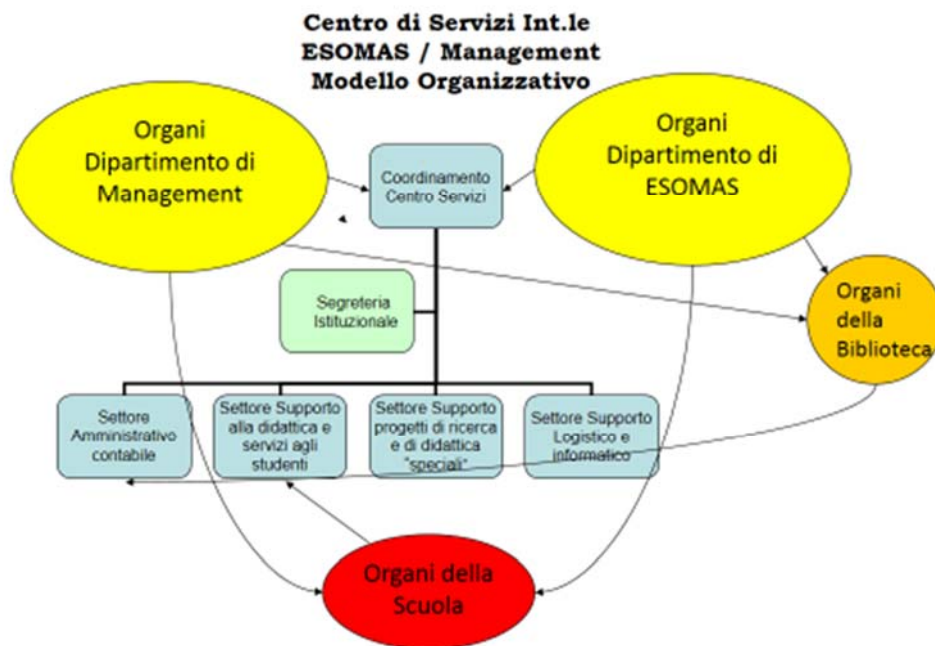 Centro di Servizi Int.le
ESOMAS / Management
Modello Organizzativo
Organi
Dipartimento di
Management
Organi
Dipartimento di
ESOMAS
Coordinamento
Centro Servizi
Segreteria
Istituzionale
Organi
della
Biblioteca
Settore
Amministrativo
contabile
Settore Supporto
alla didattica e
servizi agli
studenti
Settore Supporto
progetti di ricerca
e di didattica
"speciali"
Settore Supporto
Logistico e
informatico
Organi della
Scuola